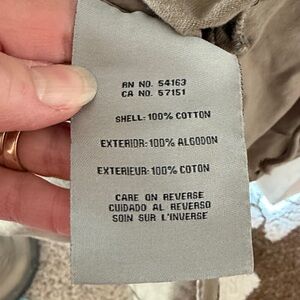 RN NO. 54163
CA NO. 57151
SHELL: 100% COTTON
EXTERIOR: 100% ALGODON
EXTERIEUR: 100% COTON
CARE ON REVERSE
CUIDADO AL REVERSO
SOIN SUR L'INVERSE